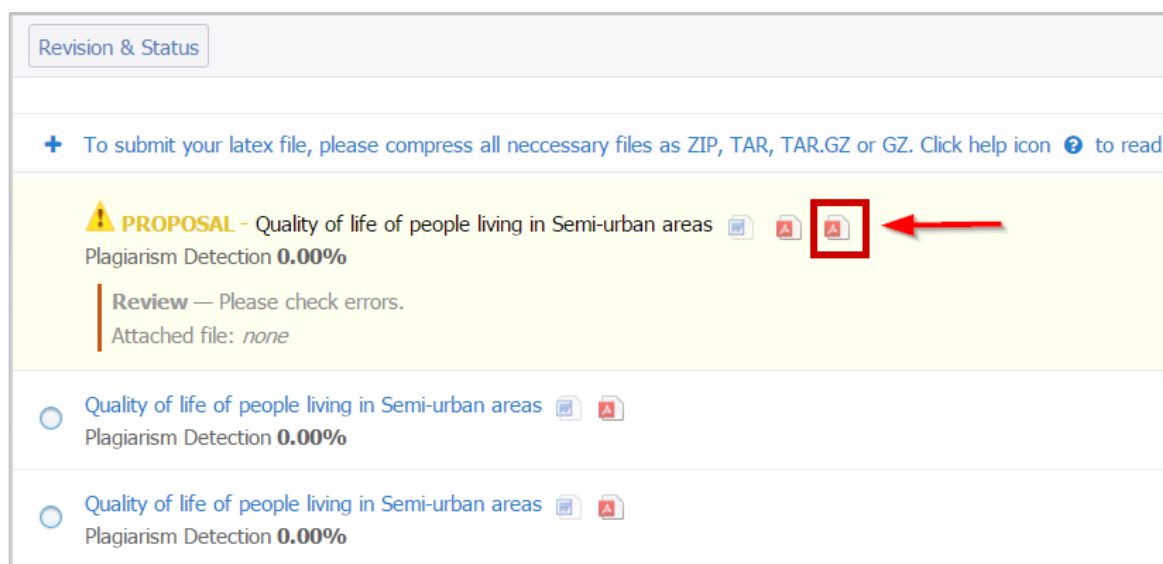 Revision & Status
To submit your latex file, please compress all neccessary files as ZIP, TAR, TAR.GZ or GZ. Click help icon ? to read
PROPOSAL - Quality of life of people living in Semi-urban areas
Plagiarism Detection 0.00%
Review — Please check errors.
Attached file: none
Quality of life of people living in Semi-urban areas
Plagiarism Detection 0.00%
Quality of life of people living in Semi-urban areas
Plagiarism Detection 0.00%